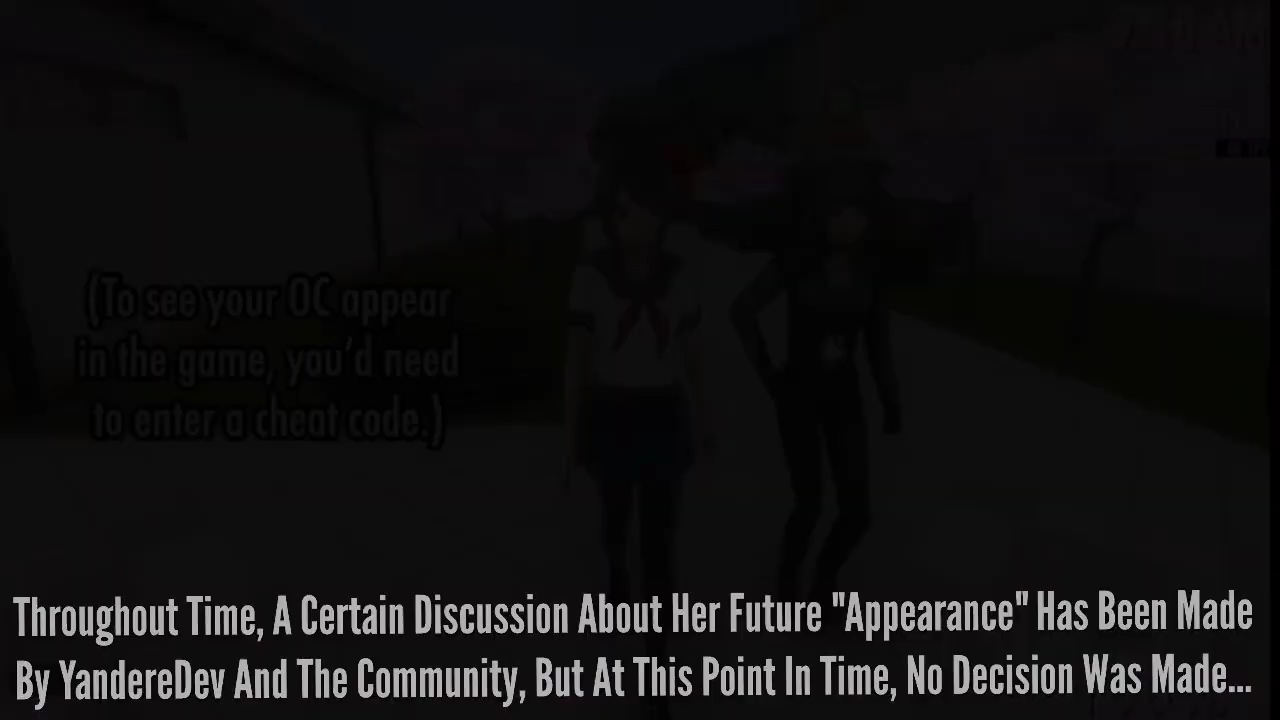 (To see your OC appear
in the game, you'd need
to enter a cheat code.)
Throughout Time, A Certain Discussion About Her Future "Appearance" Has Been Made
By YandereDev And The Community, But At This Point In Time, No Decision Was Made...